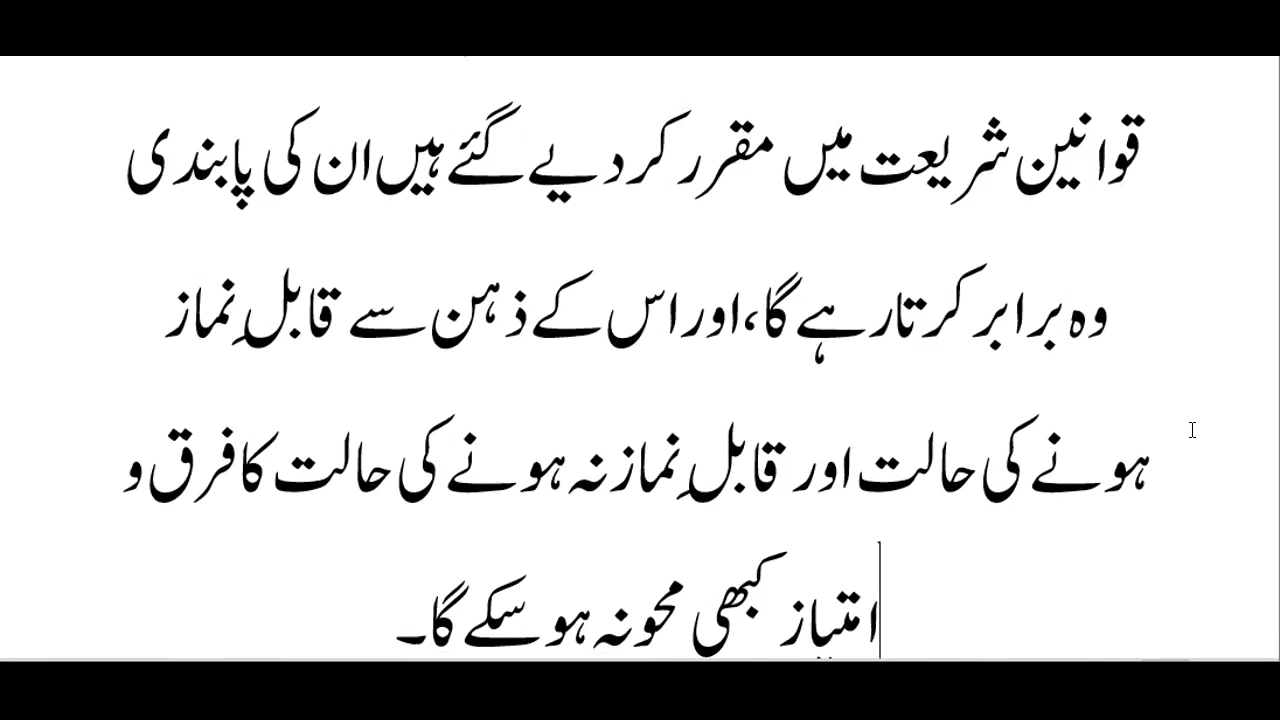 قوانین شریعت میں مقرر کر دیے گئے ہیں ان کی پابندی
وہ برابر کرتا رہے گا، اور اس کے ذہن سے قابلِ نماز
ہونے کی حالت اور قابلِ نماز نہ ہونے کی حالت کا فرق و
امتیاز کبھی محو نہ ہو سکے گا۔